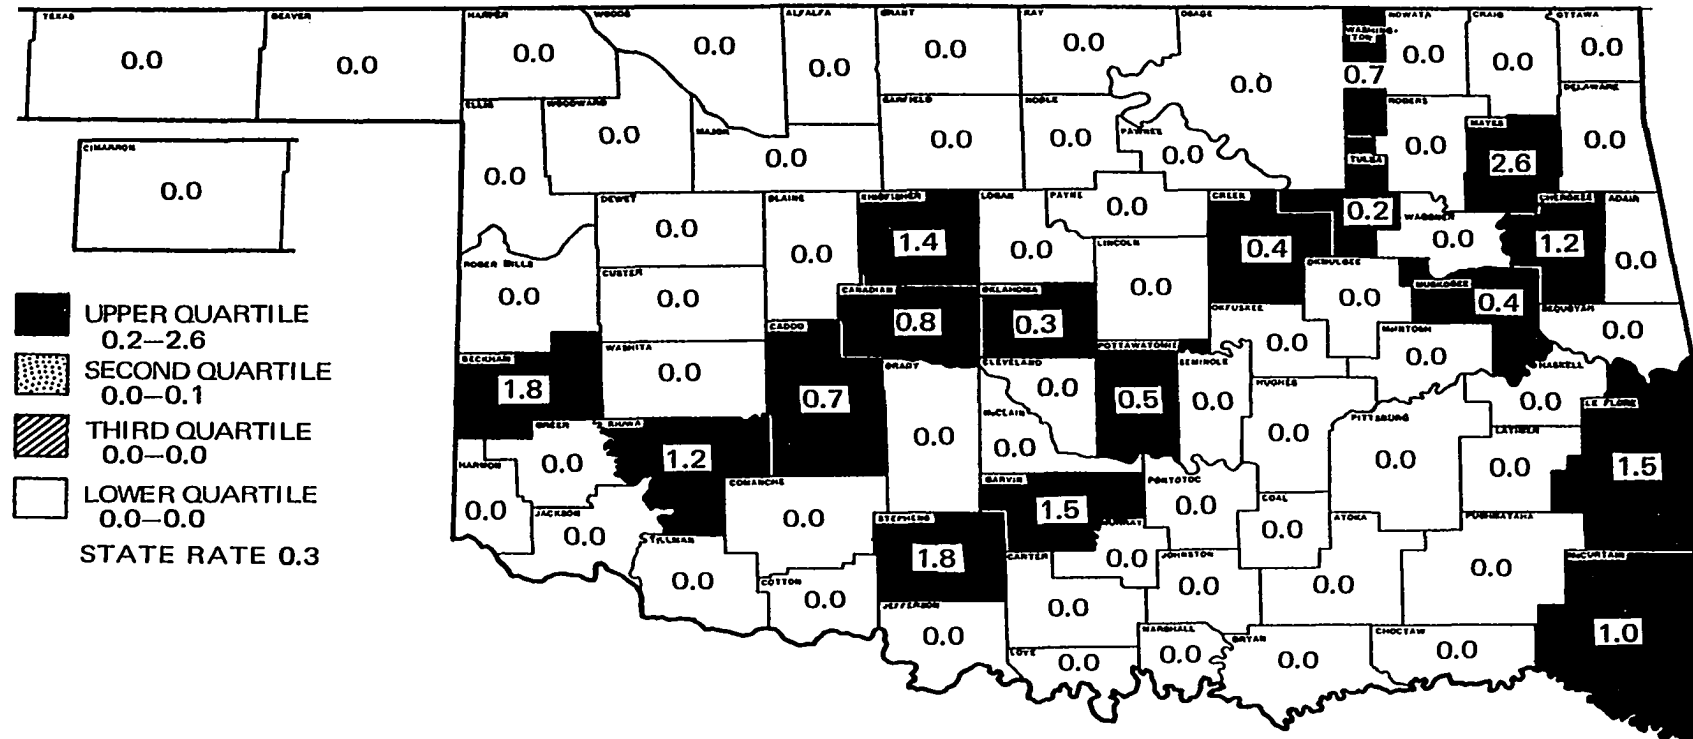 TEXAS BEAVER HARPER WOODS ALFALFA GRANT KAY OSAGE NOWATA CRAIG OTTAWA
WASHING-
TON
0.0 0.0 0.0 0.0 0.0 0.0 0.0 0.0 0.7 0.0 0.0 0.0
ELLIS WOODWARD MAJOR GARFIELD NOBLE PAWNEE ROGERS MAYES DELAWARE
0.0 0.0 0.0 0.0 0.0 0.0 0.0 2.6 0.0
CIMARRON
0.0
TULSA
0.2
DEWEY BLAINE KINGFISHER LOGAN PAYNE CREEK WAGONER CHEROKEE ADAIR
0.0 0.0 1.4 0.0 0.0 0.4 0.0 1.2 0.0
LINCOLN
0.0
ROGER MILLS CUSTER CANADIAN OKLAHOMA OKMULGEE MUSKOGEE
0.0 0.0 0.8 0.3 0.0 0.4
OKFUSKEE McINTOSH SEQUOYAH
0.0 0.0 0.0
UPPER QUARTILE
0.2–2.6
SECOND QUARTILE
0.0–0.1
THIRD QUARTILE
0.0–0.0
LOWER QUARTILE
0.0–0.0
STATE RATE 0.3
BECKHAM WASHITA CADDO GRADY CLEVELAND POTTAWATOMIE SEMINOLE HUGHES HASKELL
1.8 0.0 0.7 0.0 0.0 0.5 0.0 0.0 0.0
GREER KIOWA McCLAIN PITTSBURG LATIMER LE FLORE
0.0 1.2 0.0 0.0 0.0 1.5
HARMON JACKSON COMANCHE GARVIN PONTOTOC COAL
0.0 0.0 0.0 1.5 0.0 0.0
TILLMAN COTTON STEPHENS CARTER MURRAY JOHNSTON ATOKA PUSHMATAHA McCURTAIN
0.0 0.0 1.8 0.0 0.0 0.0 0.0 0.0 1.0
JEFFERSON LOVE MARSHALL BRYAN CHOCTAW
0.0 0.0 0.0 0.0 0.0